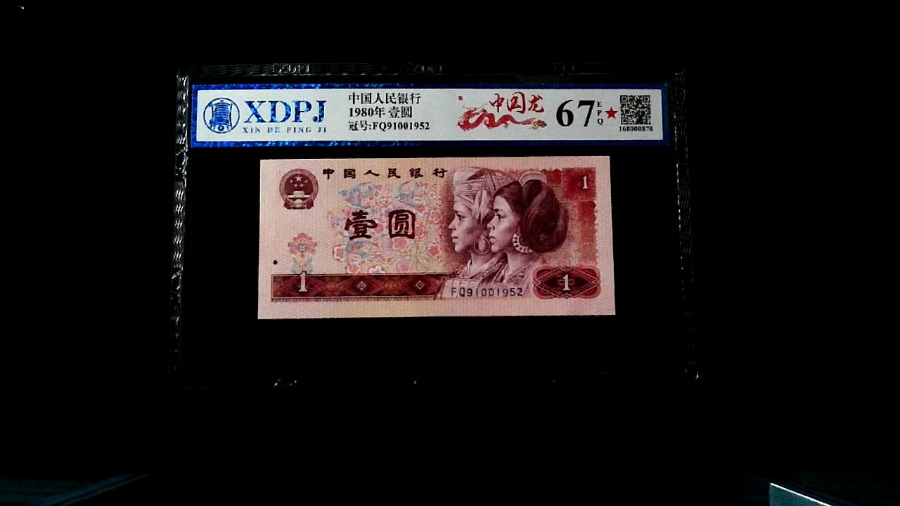 XDPJ
XIN DE PING JI
中国人民银行
1980年 壹圆
冠号:FQ91001952
中国龙
67
EPQ
168000870
中国人民银行
1
壹圆
1
FQ91001952
1